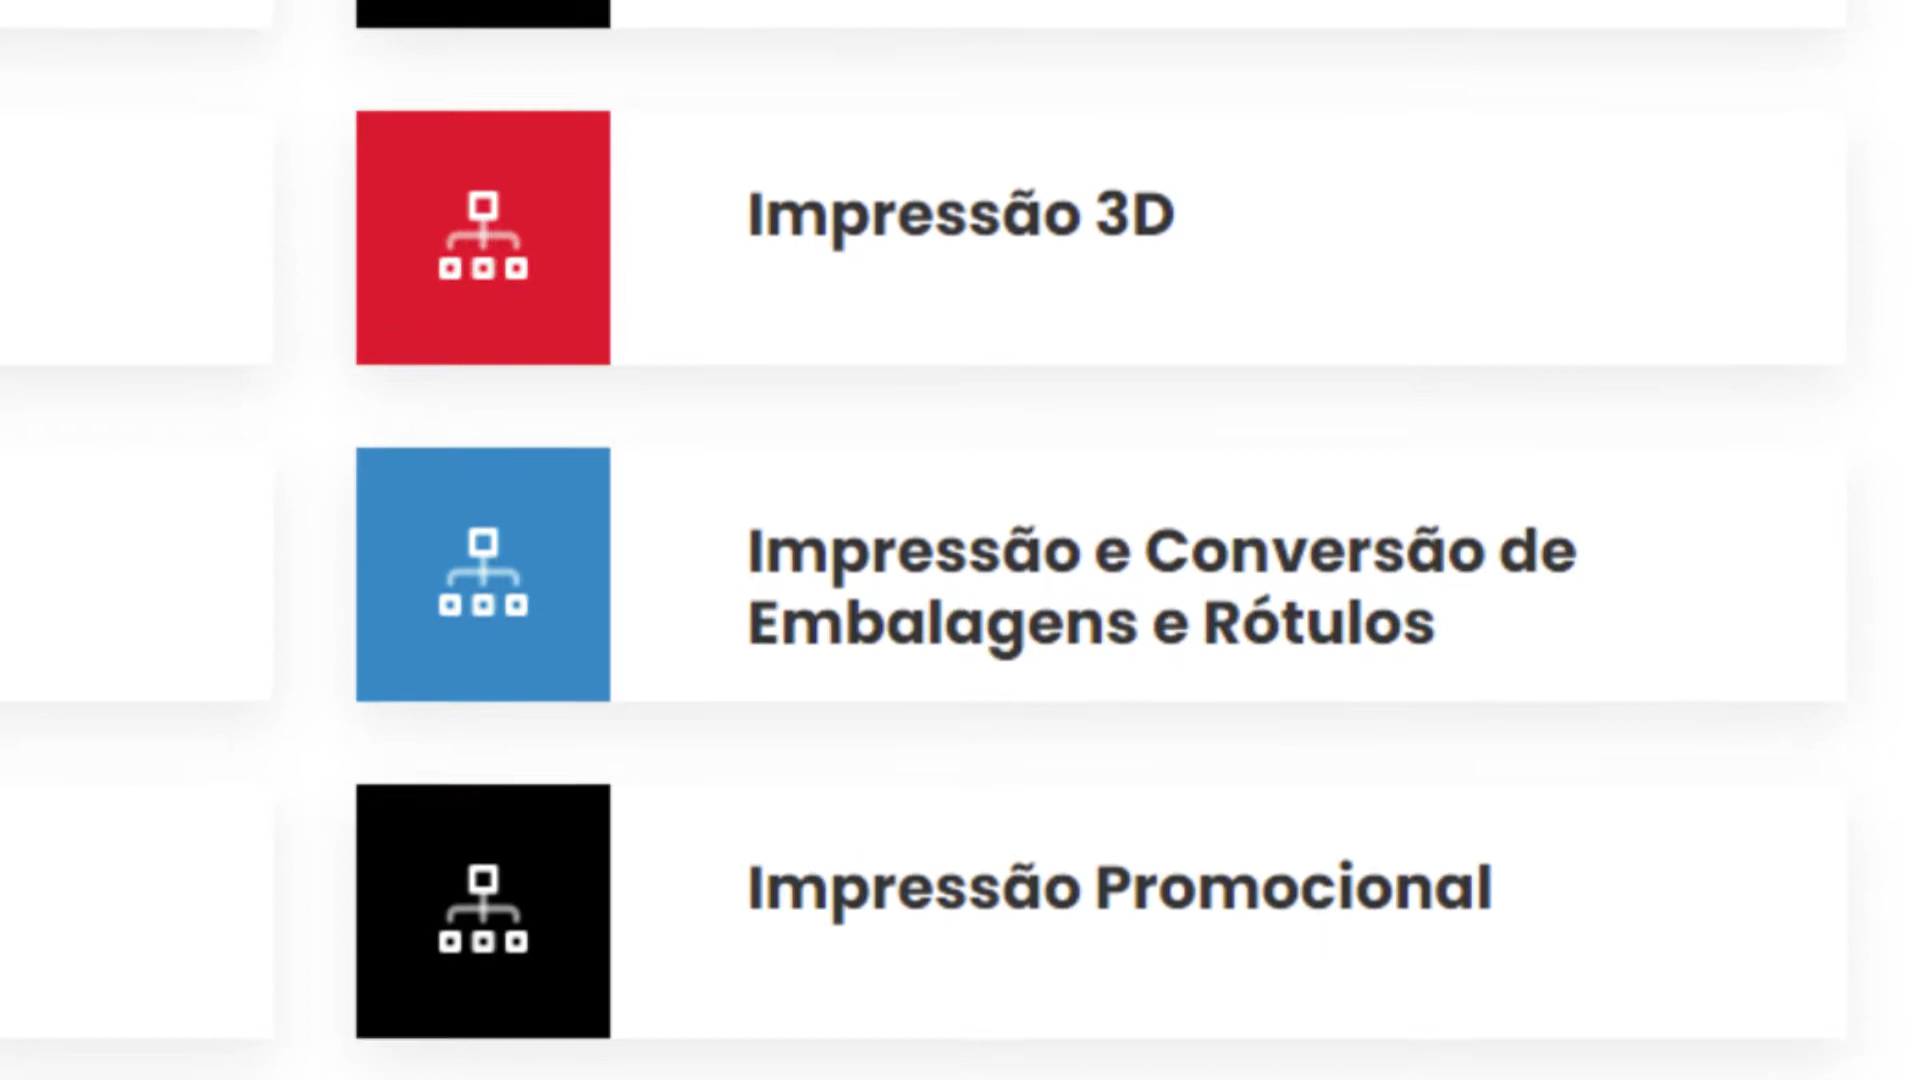 Impressão 3D
Impressão e Conversão de
Embalagens e Rótulos
Impressão Promocional